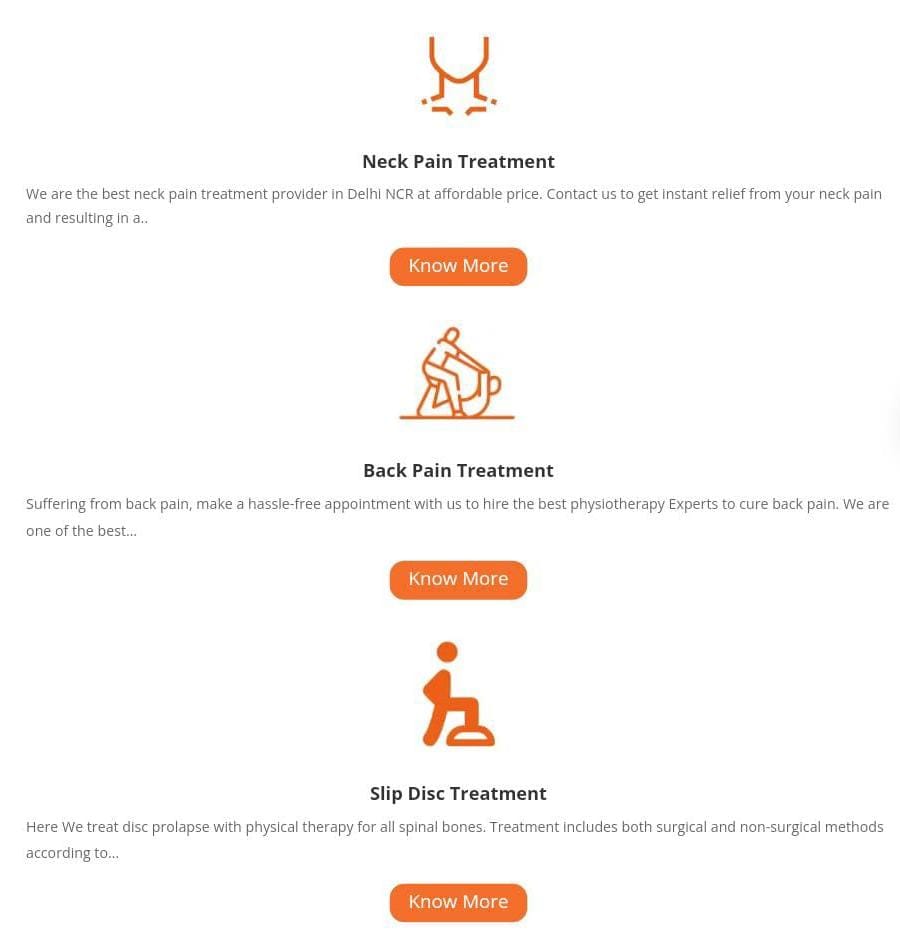 Neck Pain Treatment
We are the best neck pain treatment provider in Delhi NCR at affordable price. Contact us to get instant relief from your neck pain
and resulting in a..
Know More
Back Pain Treatment
Suffering from back pain, make a hassle-free appointment with us to hire the best physiotherapy Experts to cure back pain. We are
one of the best...
Know More
Slip Disc Treatment
Here We treat disc prolapse with physical therapy for all spinal bones. Treatment includes both surgical and non-surgical methods
according to...
Know More